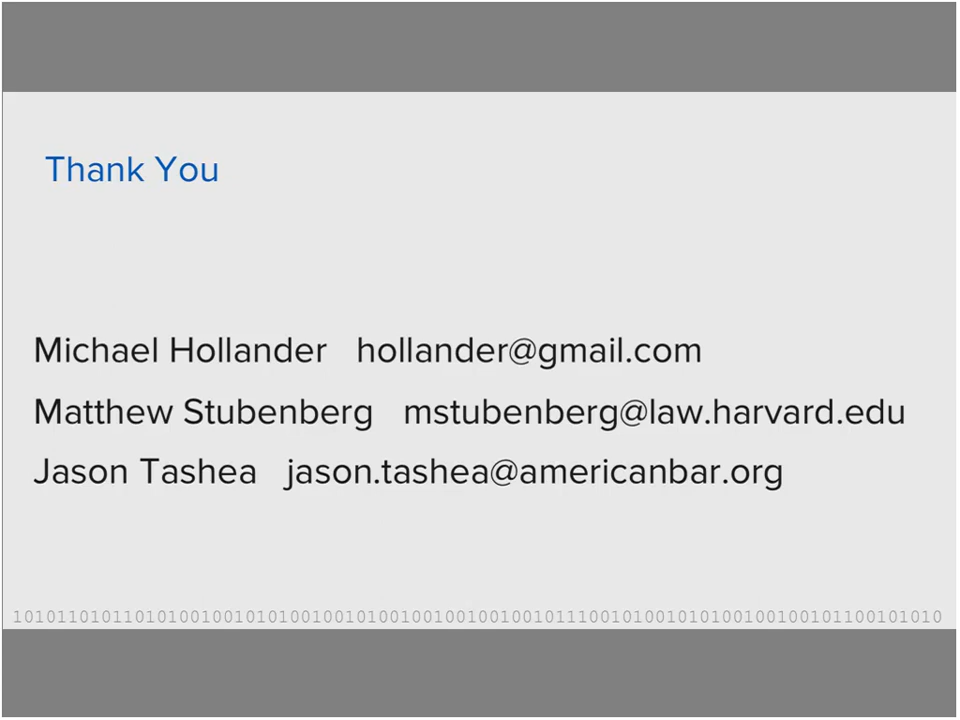 Thank You
Michael Hollander hollander@gmail.com
Matthew Stubenberg mstubenberg@law.harvard.edu
Jason Tashea jason.tashea@americanbar.org
1010110101101010010010101001001010010010010010010111001010010101001001001011001010​10